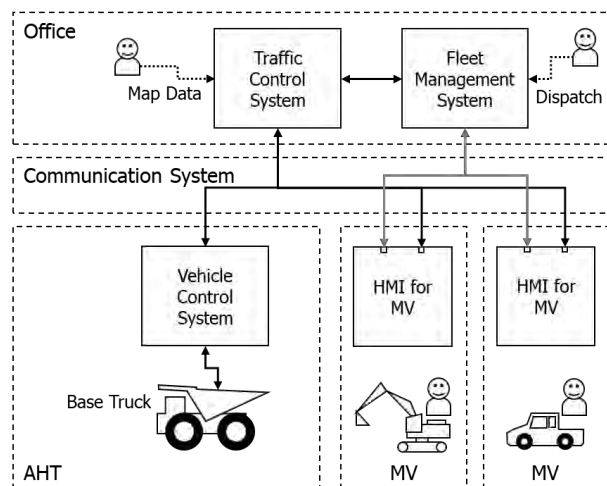 Office
Traffic
Control
System
Fleet
Management
System
Map Data
Dispatch
Communication System
Vehicle
Control
System
HMI for
MV
HMI for
MV
Base Truck
AHT
MV
MV